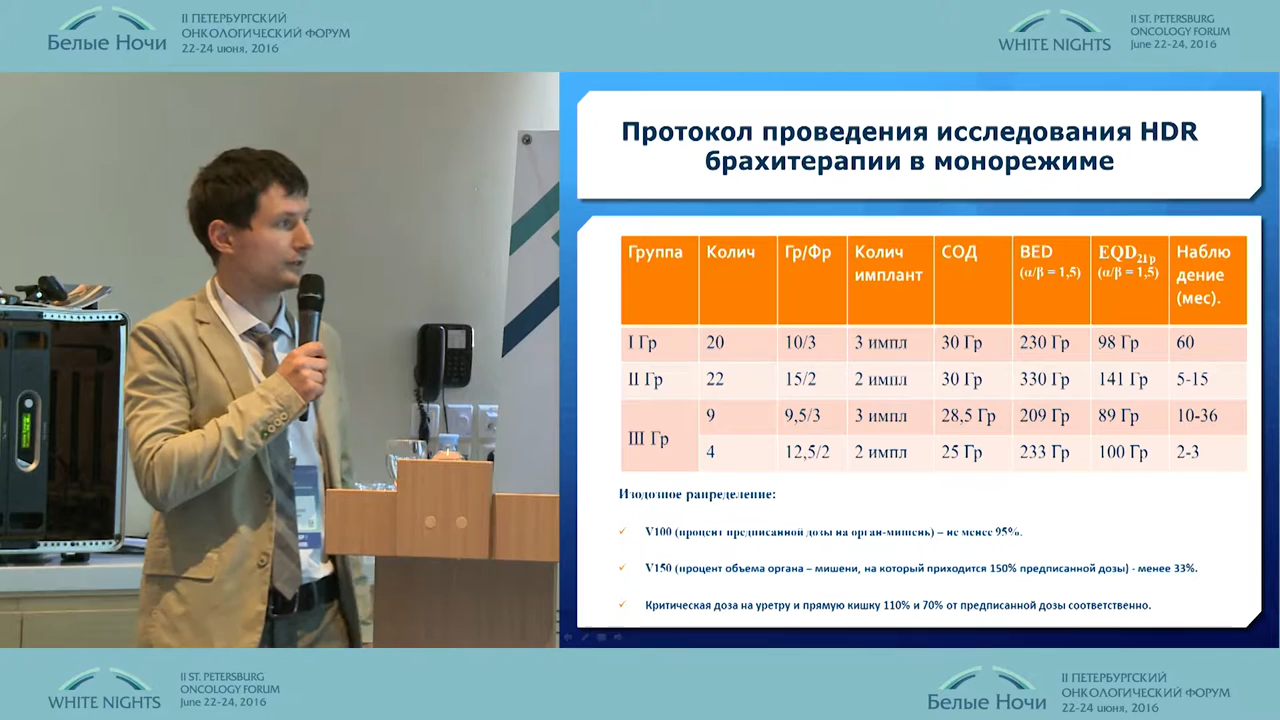 Белые Ночи
II ПЕТЕРБУРГСКИЙ
ОНКОЛОГИЧЕСКИЙ ФОРУМ
22-24 июня, 2016
WHITE NIGHTS
II ST. PETERSBURG
ONCOLOGY FORUM
June 22-24, 2016
Протокол проведения исследования HDR
брахитерапии в монорежиме
Группа Колич Гр/Фр Колич имплант СОД BED (α/β = 1,5) EQD2Гр (α/β = 1,5) Наблю дение (мес).
I Гр 20 10/3 3 импл 30 Гр 230 Гр 98 Гр 60
II Гр 22 15/2 2 импл 30 Гр 330 Гр 141 Гр 5-15
III Гр 9 9,5/3 3 импл 28,5 Гр 209 Гр 89 Гр 10-36
4 12,5/2 2 импл 25 Гр 233 Гр 100 Гр 2-3
Изодозное рапределение:
V100 (процент предписанной дозы на орган-мишень) – не менее 95%.
V150 (процент объема органа – мишени, на который приходится 150% предписанной дозы) - менее 33%.
Критическая доза на уретру и прямую кишку 110% и 70% от предписанной дозы соответственно.
WHITE NIGHTS
II ST. PETERSBURG
ONCOLOGY FORUM
June 22-24, 2016
Белые Ночи
II ПЕТЕРБУРГСКИЙ
ОНКОЛОГИЧЕСКИЙ ФОРУМ
22-24 июня, 2016